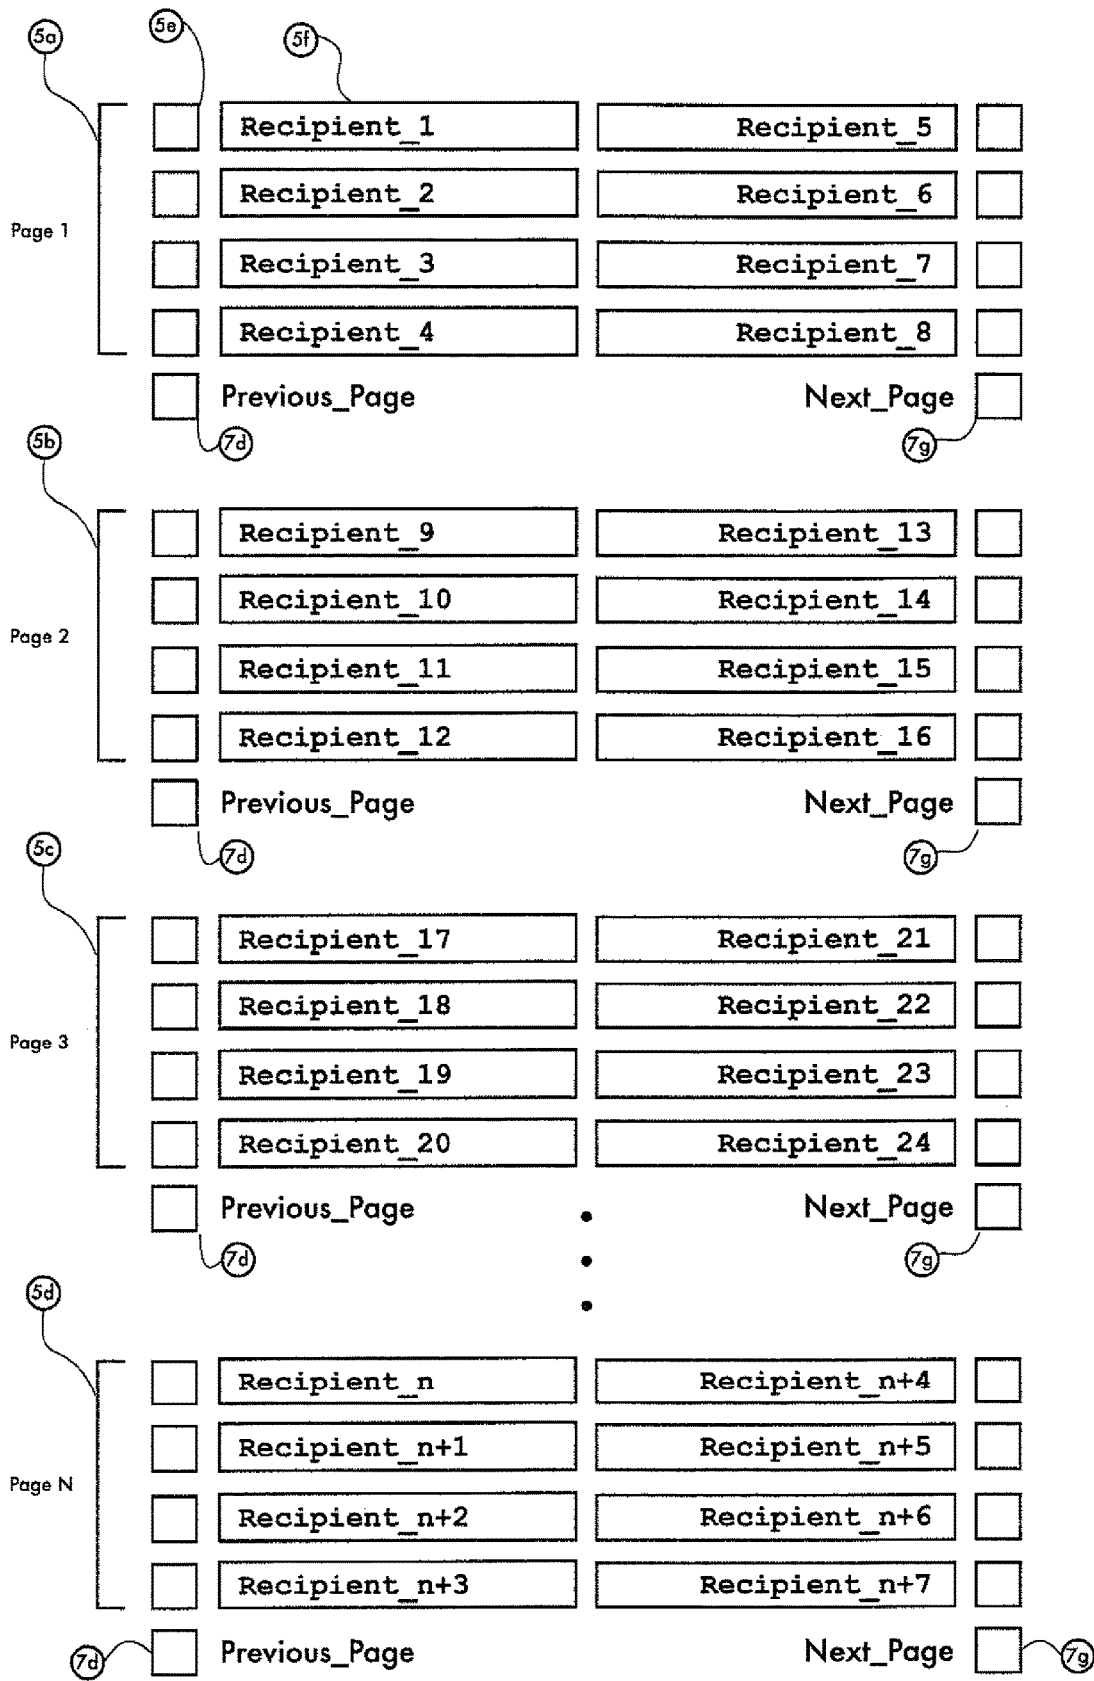 5a 5e 5f
Recipient_1 Recipient_5
Recipient_2 Recipient_6
Page 1
Recipient_3 Recipient_7
Recipient_4 Recipient_8
Previous_Page Next_Page
5b 7d 7g
Recipient_9 Recipient_13
Recipient_10 Recipient_14
Page 2
Recipient_11 Recipient_15
Recipient_12 Recipient_16
Previous_Page Next_Page
5c 7d 7g
Recipient_17 Recipient_21
Recipient_18 Recipient_22
Page 3
Recipient_19 Recipient_23
Recipient_20 Recipient_24
Previous_Page Next_Page
7d 7g
5d
Recipient_n Recipient_n+4
Recipient_n+1 Recipient_n+5
Page N
Recipient_n+2 Recipient_n+6
Recipient_n+3 Recipient_n+7
7d Previous_Page Next_Page 7g